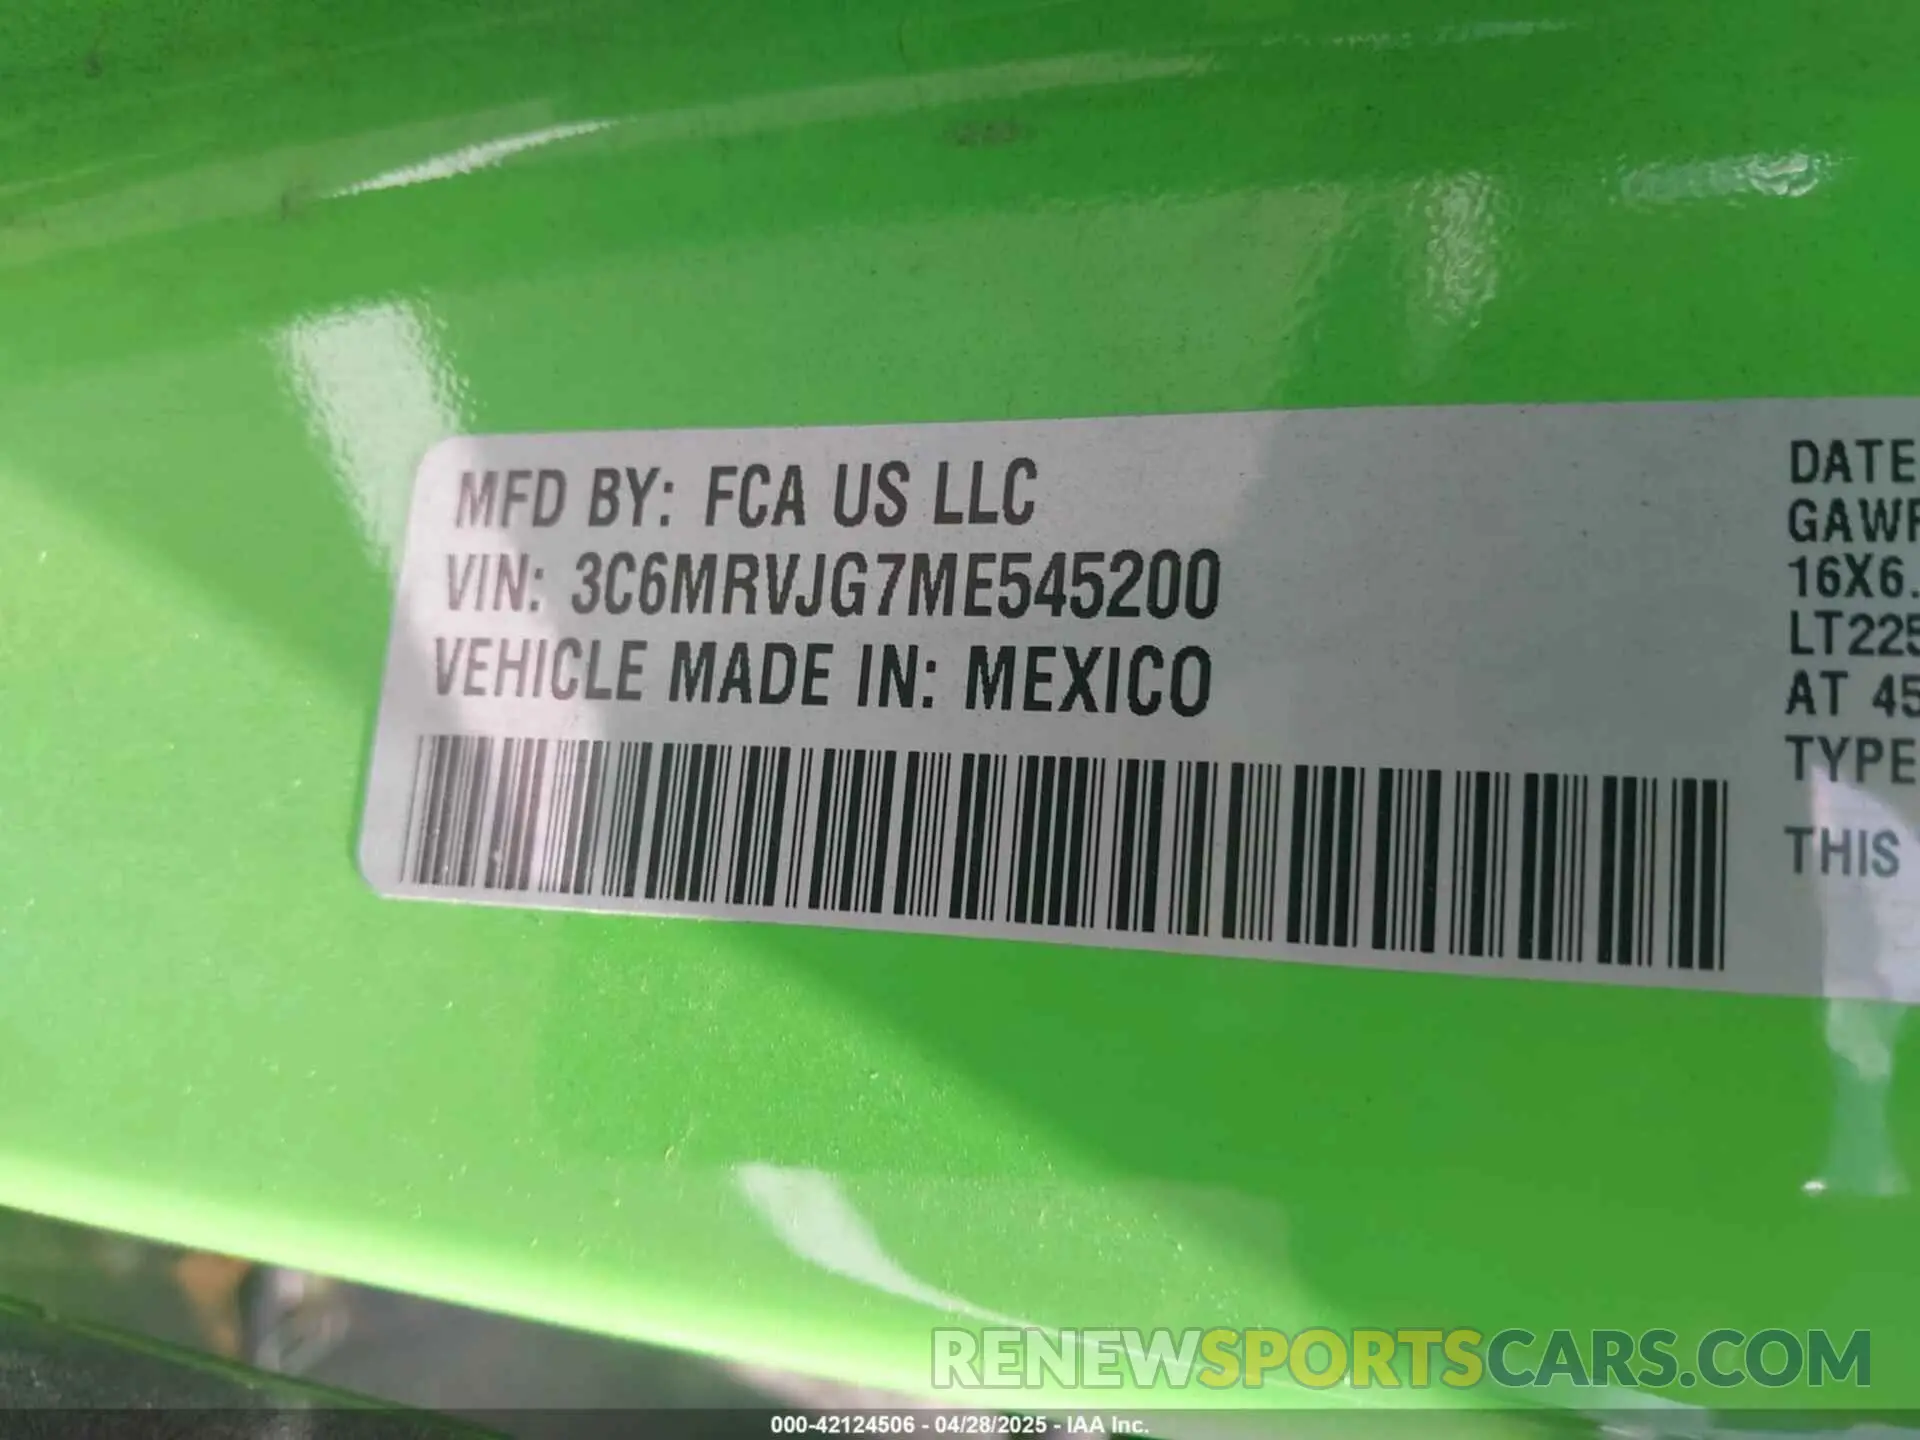 MFD BY: FCA US LLC
VIN: 3C6MRVJG7ME545200
VEHICLE MADE IN: MEXICO
DATE
GAWR
16X6.
LT225
AT 45
TYPE
THIS
RENEWSPORTSCARS.COM
000-42124506 - 04/28/2025 - IAA Inc.